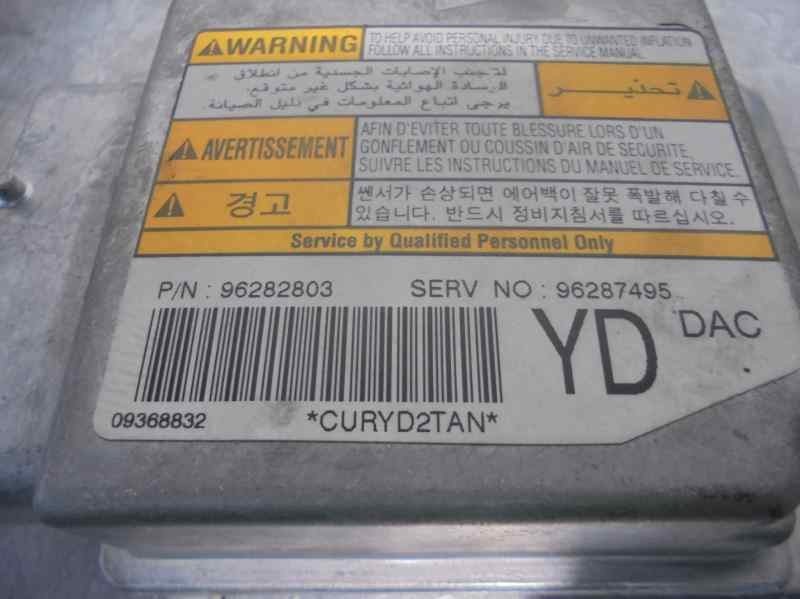 WARNING
TO HELP AVOID PERSONAL INJURY DUE TO UNWANTED INFLATION
FOLLOW ALL INSTRUCTIONS IN THE SERVICE MANUAL.
تحذير
لتجنب الإصابات الجسدية من انطلاق
الوسادة الهوائية بشكل غير متوقع.
يرجى اتباع المعلومات في دليل الصيانة.
AVERTISSEMENT
AFIN D'EVITER TOUTE BLESSURE LORS D'UN
GONFLEMENT OU COUSSIN D'AIR DE SECURITE,
SUIVRE LES INSTRUCTIONS DU MANUEL DE SERVICE.
경고
쎈서가 손상되면 에어백이 잘못 폭발해 다칠 수
있습니다. 반드시 정비지침서를 따르십시오.
Service by Qualified Personnel Only
P/N : 96282803 SERV NO : 96287495
YD DAC
09368832 *CURYD2TAN*